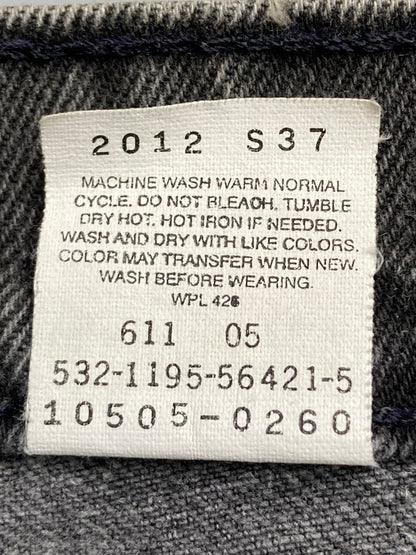 2012 S37
MACHINE WASH WARM NORMAL
CYCLE. DO NOT BLEACH. TUMBLE
DRY HOT. HOT IRON IF NEEDED.
WASH AND DRY WITH LIKE COLORS.
COLOR MAY TRANSFER WHEN NEW.
WASH BEFORE WEARING.
WPL 426
611 05
532-1195-56421-5
10505-0260